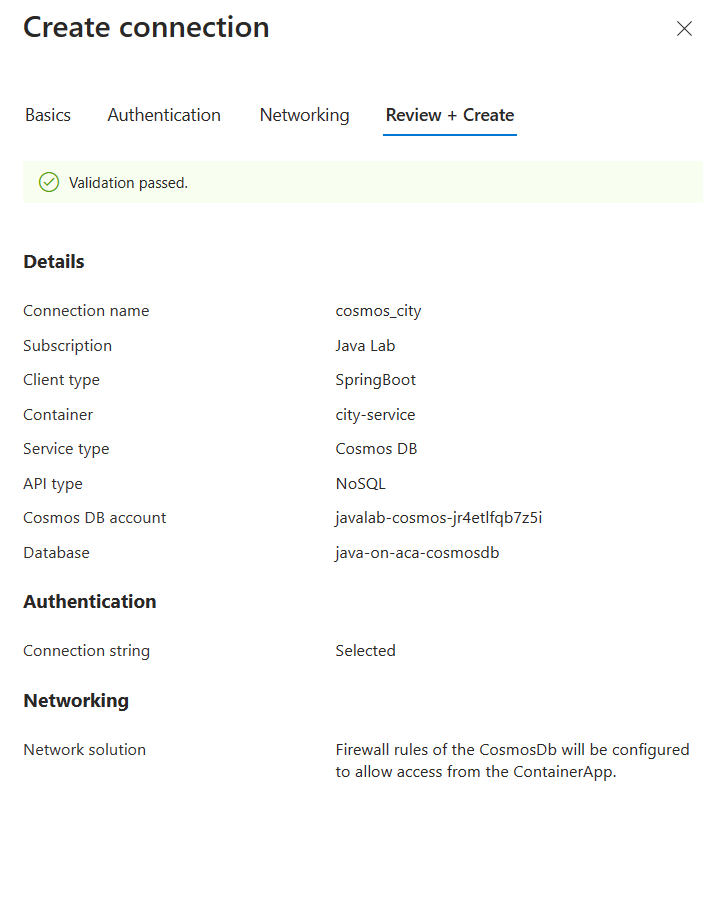 Create connection
Basics Authentication Networking Review + Create
Validation passed.
Details
Connection name cosmos_city
Subscription Java Lab
Client type SpringBoot
Container city-service
Service type Cosmos DB
API type NoSQL
Cosmos DB account javalab-cosmos-jr4etlfqb7z5i
Database java-on-aca-cosmosdb
Authentication
Connection string Selected
Networking
Network solution Firewall rules of the CosmosDb will be configured
to allow access from the ContainerApp.